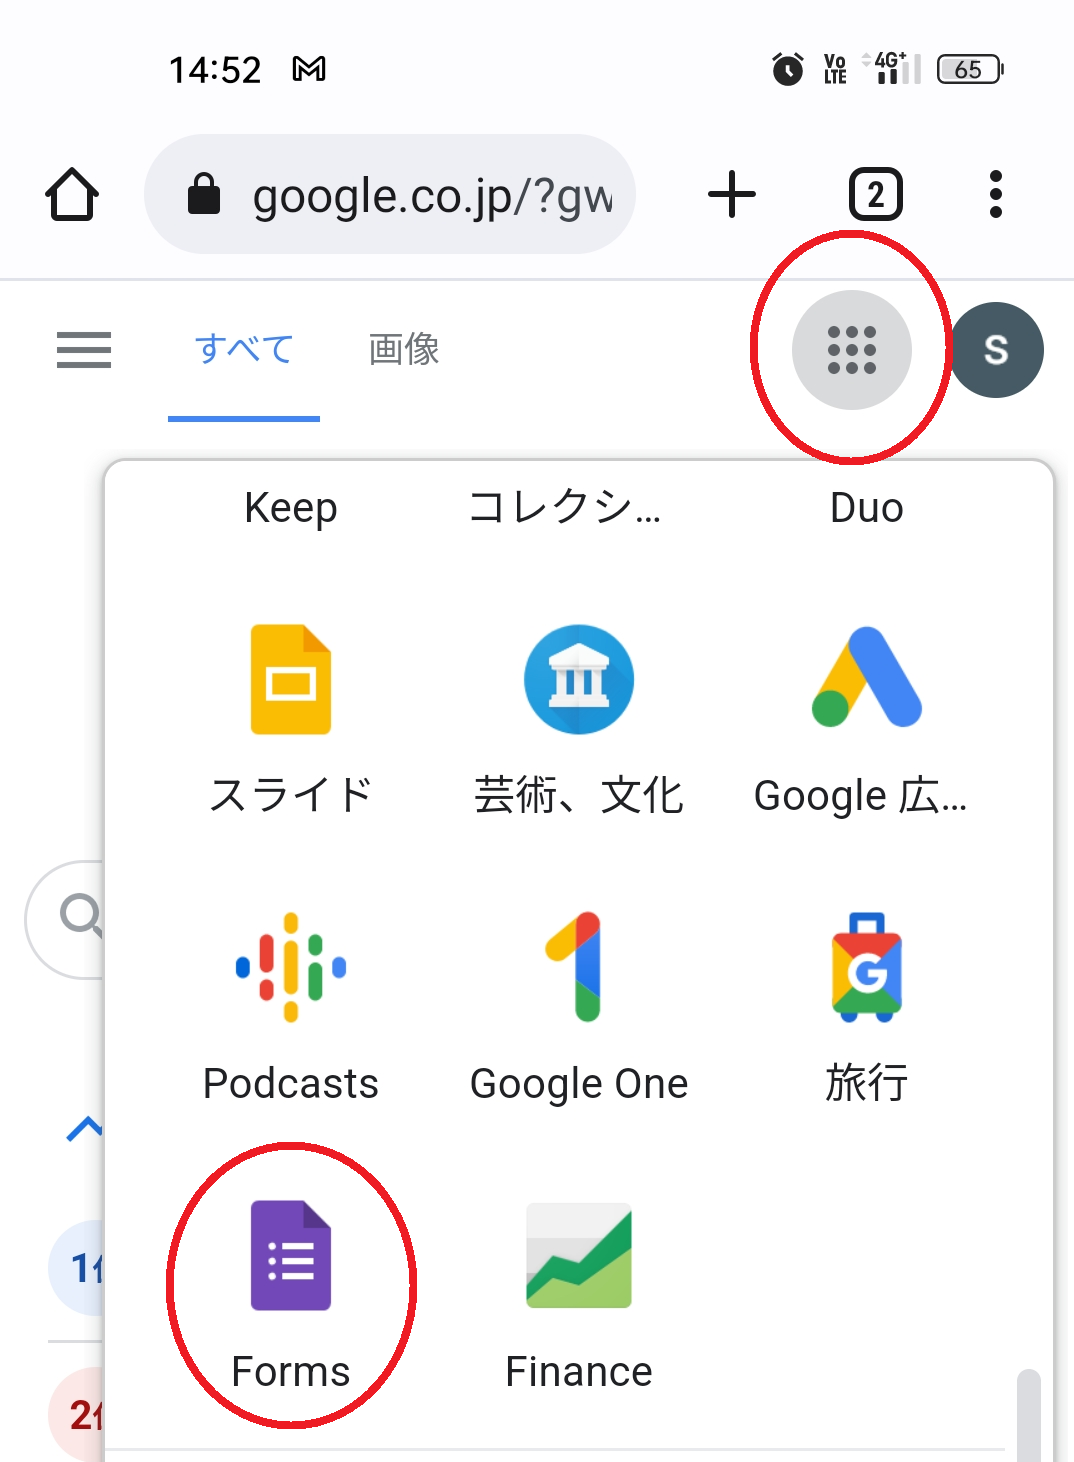 14:52
Vo
LTE
4G+
65
google.co.jp/?gw
2
すべて
画像
S
Keep
コレクシ...
Duo
スライド
芸術、文化
Google 広...
Podcasts
Google One
旅行
G
1
Forms
Finance
2